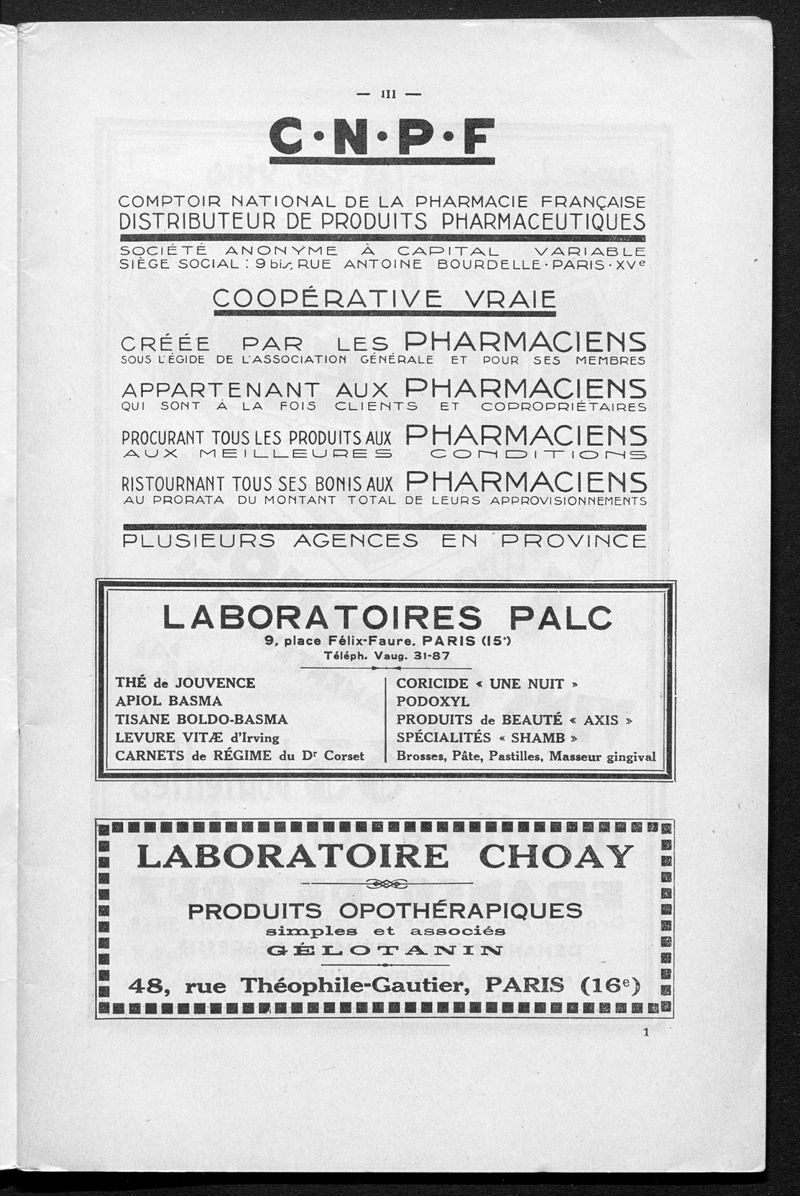 — III —
C·N·P·F
COMPTOIR NATIONAL DE LA PHARMACIE FRANÇAISE
DISTRIBUTEUR DE PRODUITS PHARMACEUTIQUES
SOCIÉTÉ ANONYME À CAPITAL VARIABLE
SIÈGE SOCIAL : 9 bis, RUE ANTOINE BOURDELLE · PARIS · XVe
COOPÉRATIVE VRAIE
CRÉÉE PAR LES PHARMACIENS
SOUS L'ÉGIDE DE L'ASSOCIATION GÉNÉRALE ET POUR SES MEMBRES
APPARTENANT AUX PHARMACIENS
QUI SONT À LA FOIS CLIENTS ET COPROPRIÉTAIRES
PROCURANT TOUS LES PRODUITS AUX PHARMACIENS
AUX MEILLEURES CONDITIONS
RISTOURNANT TOUS SES BONIS AUX PHARMACIENS
AU PRORATA DU MONTANT TOTAL DE LEURS APPROVISIONNEMENTS
PLUSIEURS AGENCES EN PROVINCE
LABORATOIRES PALC
9, place Félix-Faure, PARIS (15°)
Téléph. Vaug. 31-87
THÉ de JOUVENCE
APIOL BASMA
TISANE BOLDO-BASMA
LEVURE VITÆ d'Irving
CARNETS de RÉGIME du Dr Corset
CORICIDE « UNE NUIT »
PODOXYL
PRODUITS de BEAUTÉ « AXIS »
SPÉCIALITÉS « SHAMB »
Brosses, Pâte, Pastilles, Masseur gingival
LABORATOIRE CHOAY
PRODUITS OPOTHÉRAPIQUES
simples et associés
GÉLOTANIN
48, rue Théophile-Gautier, PARIS (16e)
1